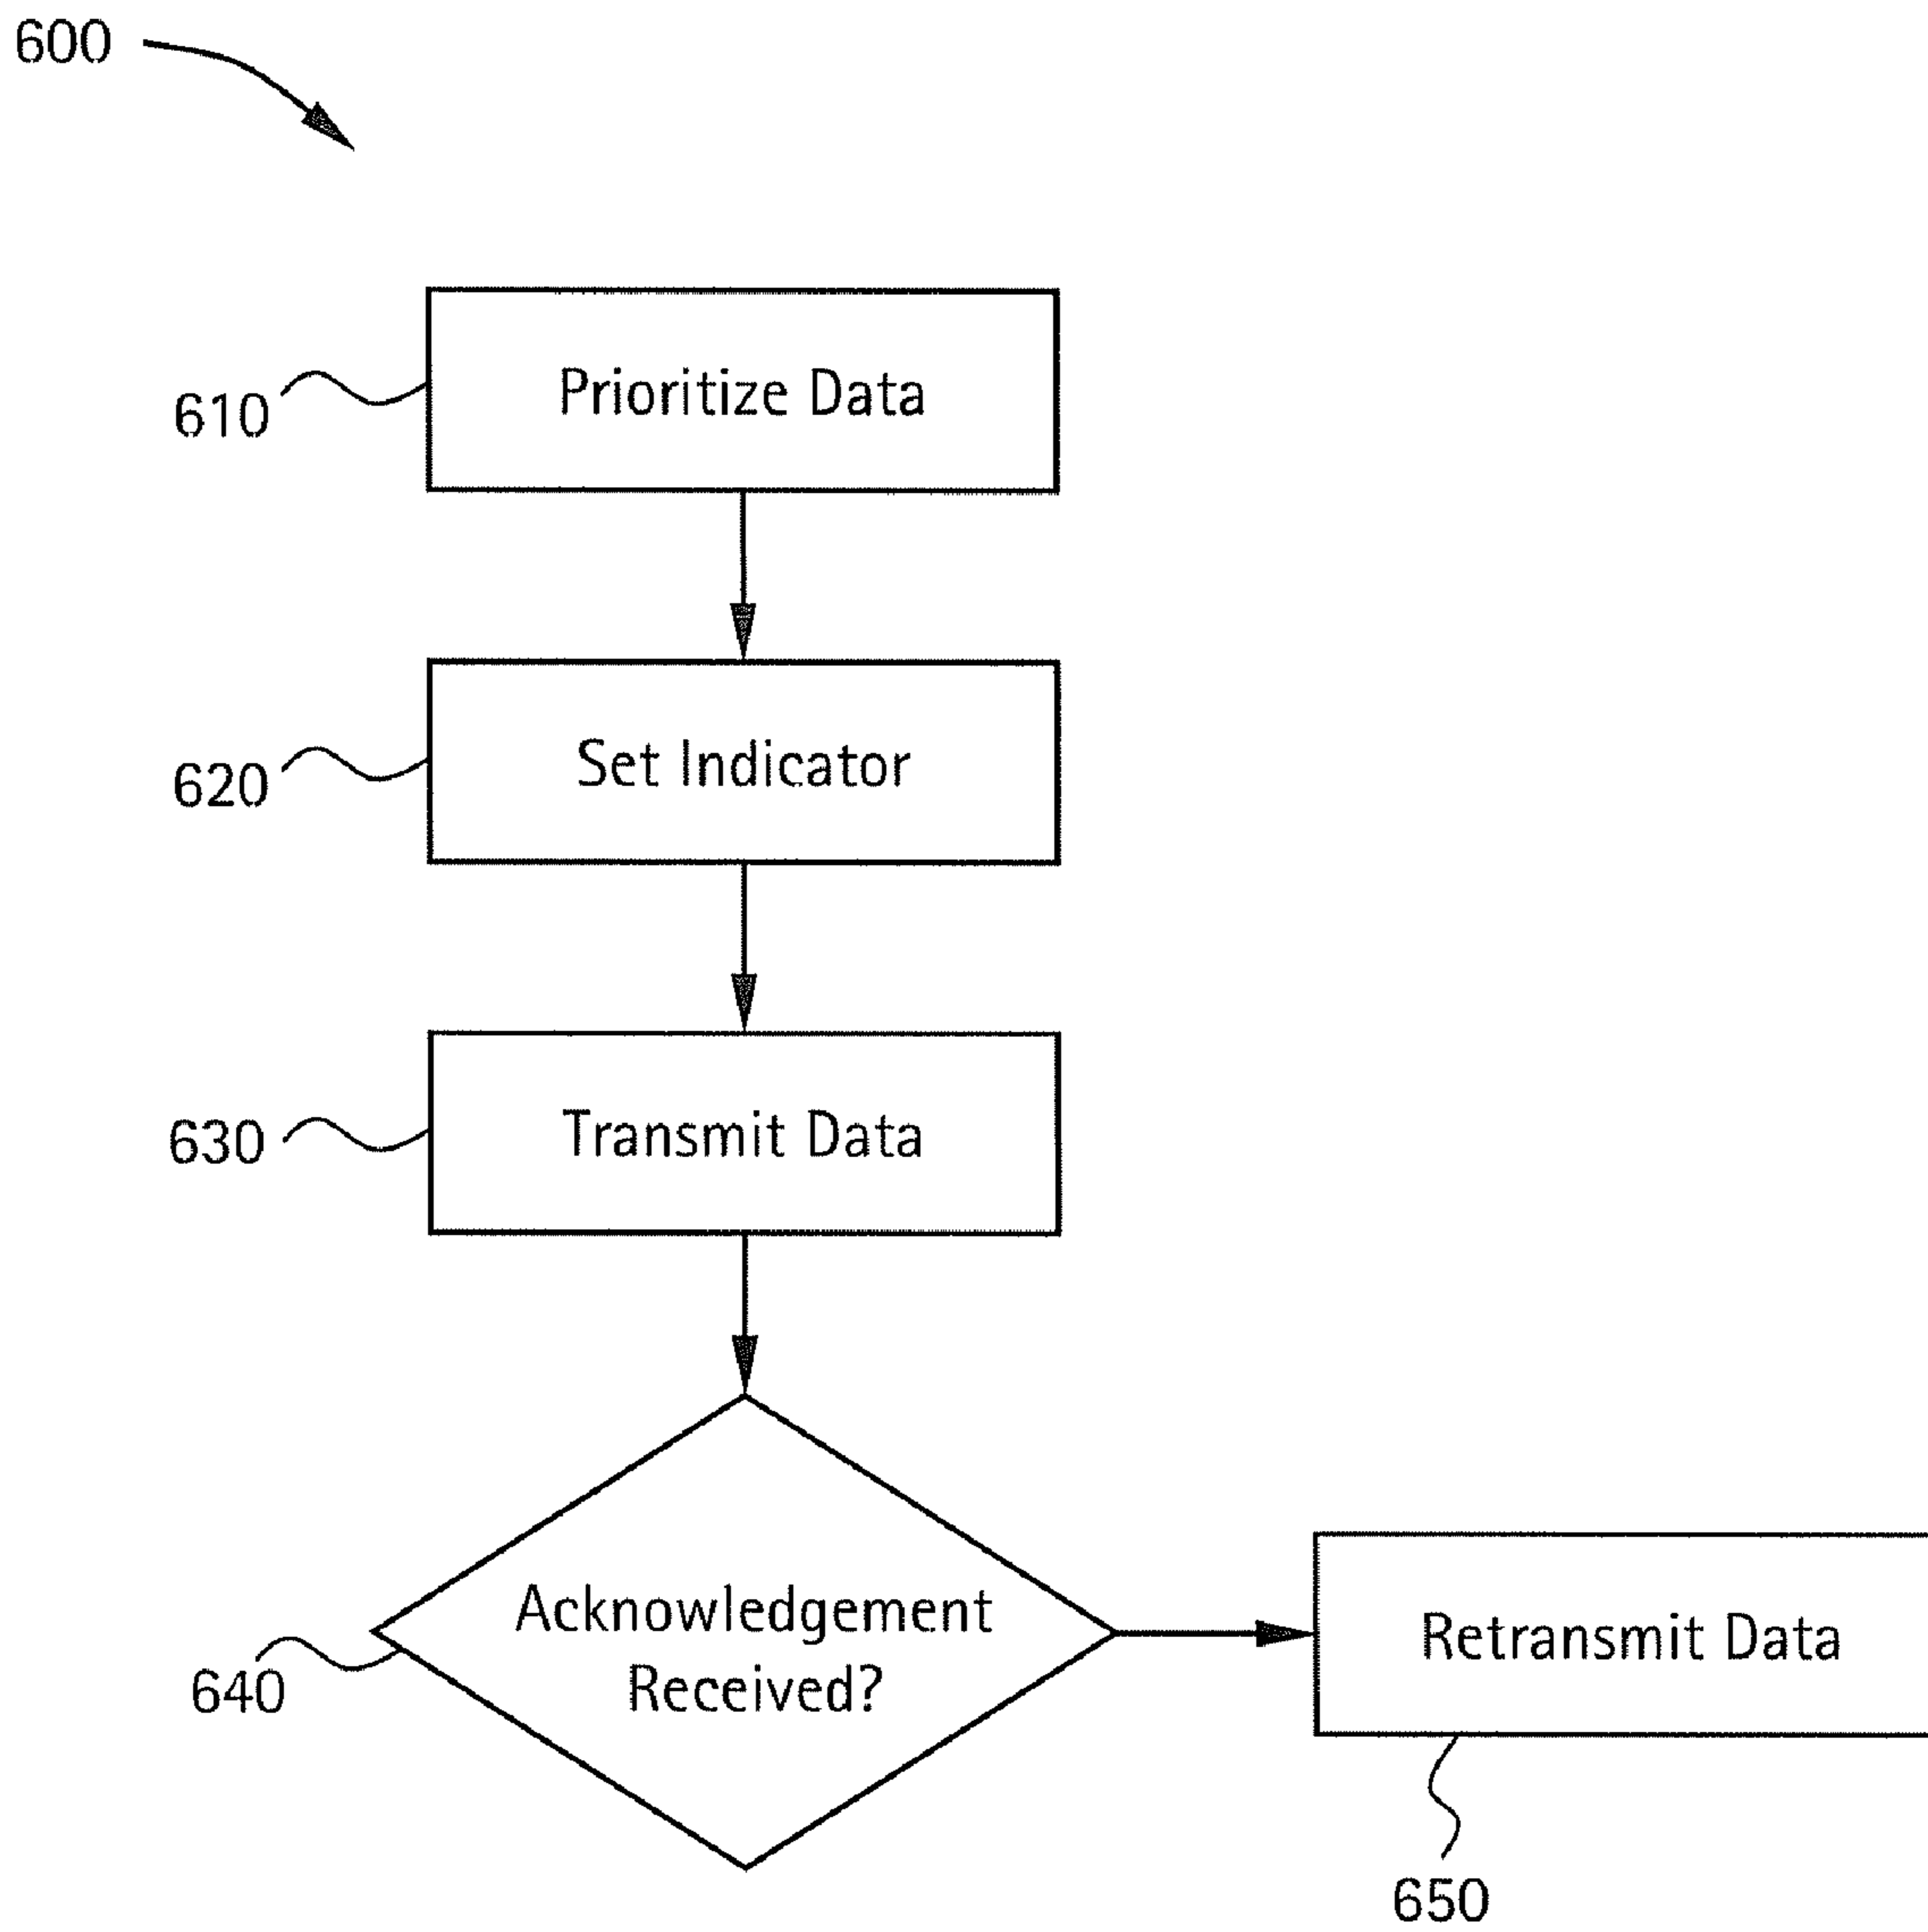 600
610
Prioritize Data
620
Set Indicator
630
Transmit Data
640
Acknowledgement
Received?
Retransmit Data
650